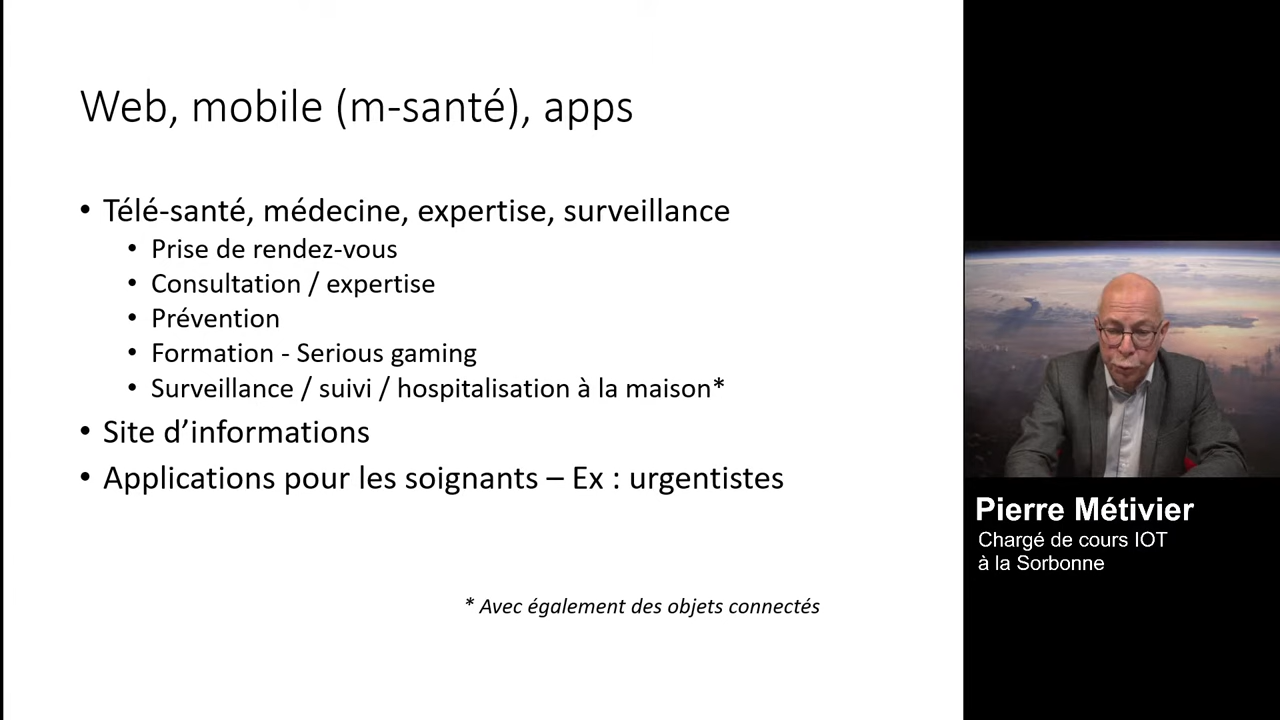 Web, mobile (m-santé), apps
• Télé-santé, médecine, expertise, surveillance
• Prise de rendez-vous
• Consultation / expertise
• Prévention
• Formation - Serious gaming
• Surveillance / suivi / hospitalisation à la maison*
• Site d’informations
• Applications pour les soignants – Ex : urgentistes
* Avec également des objets connectés
Pierre Métivier
Chargé de cours IOT
à la Sorbonne